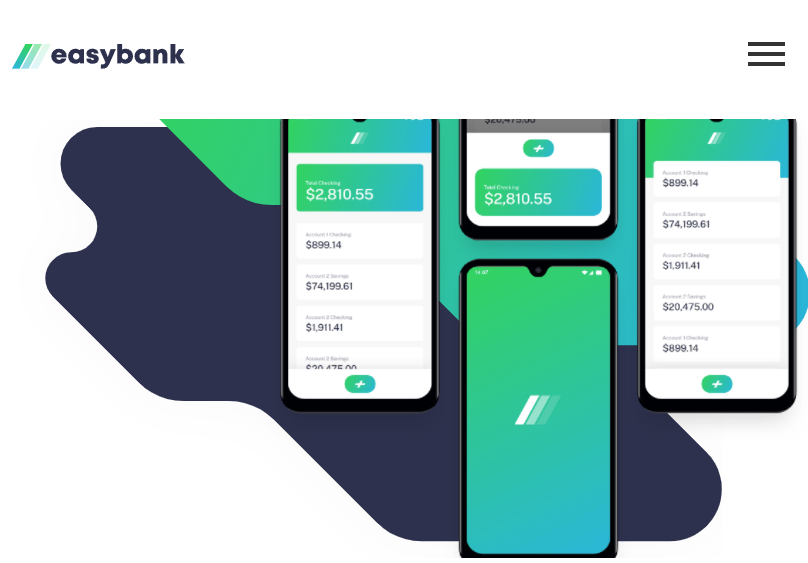 easybank
$20,475.00
Total Checking
$2,810.55
Account 1 Checking
$899.14
Account 2 Savings
$74,199.61
Account 2 Checking
$1,911.41
Account 2 Savings
$20,475.00
Total Checking
$2,810.55
14:07
Account 1 Checking
$899.14
Account 2 Savings
$74,199.61
Account 2 Checking
$1,911.41
Account 2 Savings
$20,475.00
Account 1 Checking
$899.14